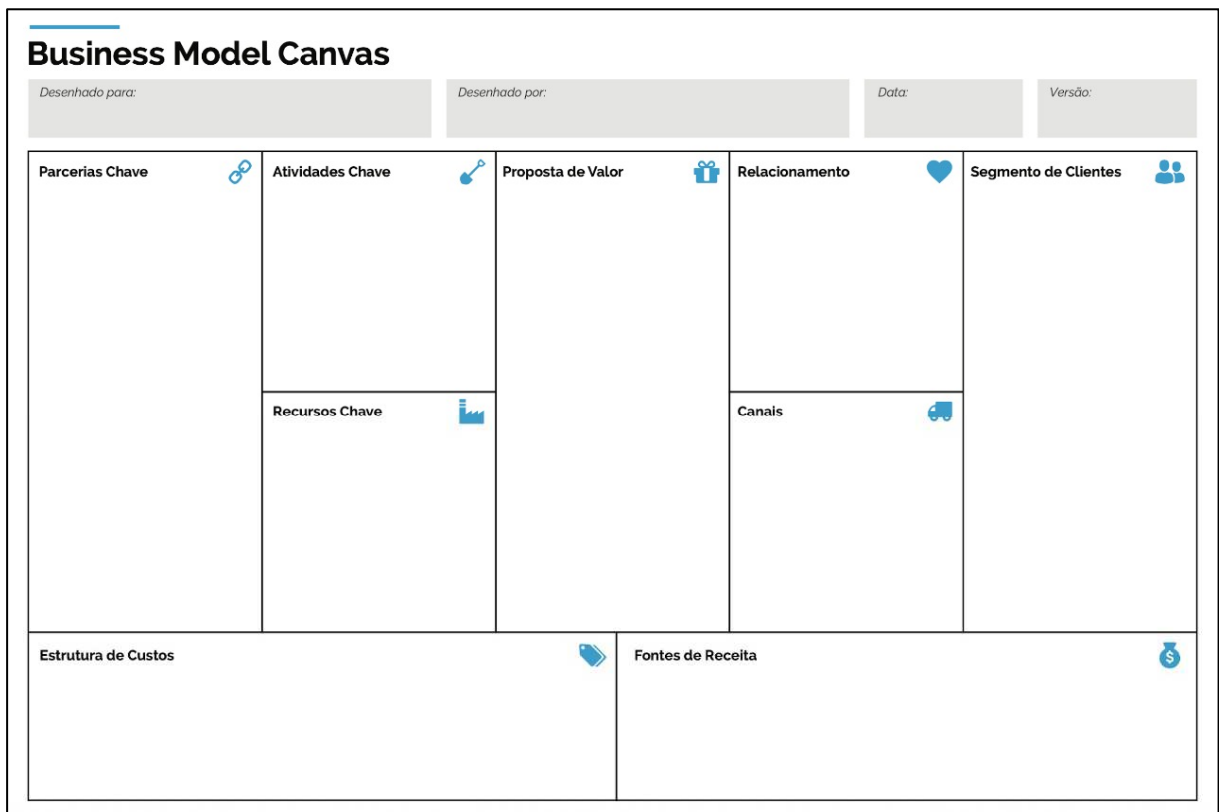 Business Model Canvas
Desenhado para:
Desenhado por:
Data:
Versão:
Parcerias Chave
Atividades Chave
Proposta de Valor
Relacionamento
Segmento de Clientes
Recursos Chave
Canais
Estrutura de Custos
Fontes de Receita
$